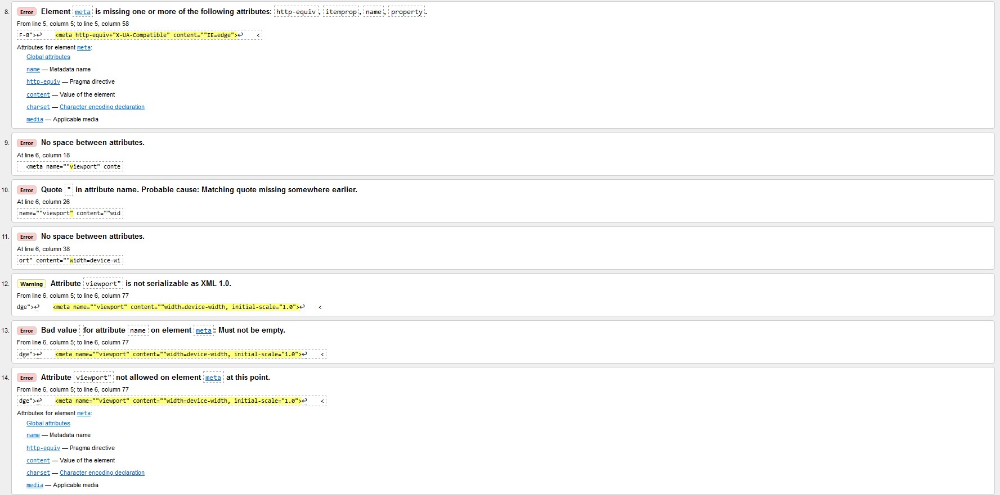 8. Error Element meta is missing one or more of the following attributes: http-equiv, itemprop, name, property.
From line 5, column 5; to line 5, column 58
F-8">↩ <meta http-equiv+"X-UA-Compatible" content=""IE=edge">↩ <
Attributes for element meta:
Global attributes
name — Metadata name
http-equiv — Pragma directive
content — Value of the element
charset — Character encoding declaration
media — Applicable media
9. Error No space between attributes.
At line 6, column 18
<meta name=""viewport" conte
10. Error Quote " in attribute name. Probable cause: Matching quote missing somewhere earlier.
At line 6, column 26
name=""viewport" content=""wid
11. Error No space between attributes.
At line 6, column 38
ort" content=""width=device-wi
12. Warning Attribute viewport" is not serializable as XML 1.0.
From line 6, column 5; to line 6, column 77
dge">↩ <meta name=""viewport" content=""width=device-width, initial-scale="1.0">↩ <
13. Error Bad value for attribute name on element meta: Must not be empty.
From line 6, column 5; to line 6, column 77
dge">↩ <meta name=""viewport" content=""width=device-width, initial-scale="1.0">↩ <
14. Error Attribute viewport" not allowed on element meta at this point.
From line 6, column 5; to line 6, column 77
dge">↩ <meta name=""viewport" content=""width=device-width, initial-scale="1.0">↩ <
Attributes for element meta:
Global attributes
name — Metadata name
http-equiv — Pragma directive
content — Value of the element
charset — Character encoding declaration
media — Applicable media